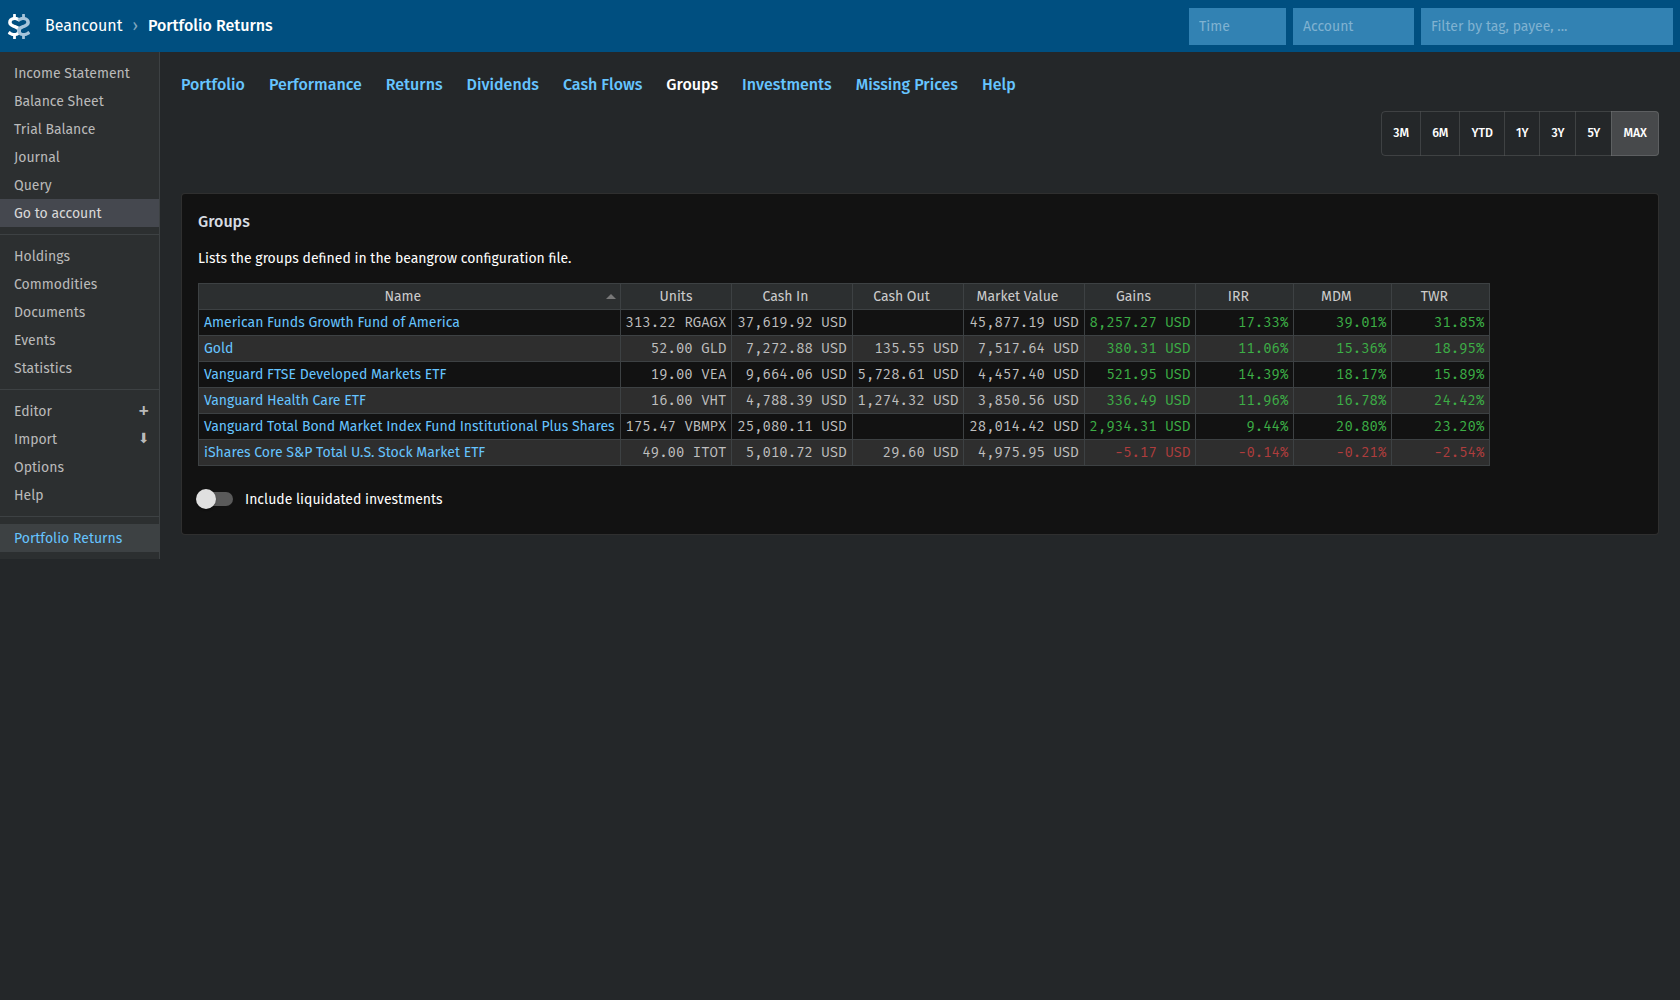 Beancount › Portfolio Returns
Time
Account
Filter by tag, payee, ...
Income Statement
Balance Sheet
Trial Balance
Journal
Query
Go to account
Holdings
Commodities
Documents
Events
Statistics
Editor +
Import
Options
Help
Portfolio Returns
Portfolio Performance Returns Dividends Cash Flows Groups Investments Missing Prices Help
3M 6M YTD 1Y 3Y 5Y MAX
Groups
Lists the groups defined in the beangrow configuration file.
Name Units Cash In Cash Out Market Value Gains IRR MDM TWR
American Funds Growth Fund of America 313.22 RGAGX 37,619.92 USD 45,877.19 USD 8,257.27 USD 17.33% 39.01% 31.85%
Gold 52.00 GLD 7,272.88 USD 135.55 USD 7,517.64 USD 380.31 USD 11.06% 15.36% 18.95%
Vanguard FTSE Developed Markets ETF 19.00 VEA 9,664.06 USD 5,728.61 USD 4,457.40 USD 521.95 USD 14.39% 18.17% 15.89%
Vanguard Health Care ETF 16.00 VHT 4,788.39 USD 1,274.32 USD 3,850.56 USD 336.49 USD 11.96% 16.78% 24.42%
Vanguard Total Bond Market Index Fund Institutional Plus Shares 175.47 VBMPX 25,080.11 USD 28,014.42 USD 2,934.31 USD 9.44% 20.80% 23.20%
iShares Core S&P Total U.S. Stock Market ETF 49.00 ITOT 5,010.72 USD 29.60 USD 4,975.95 USD -5.17 USD -0.14% -0.21% -2.54%
Include liquidated investments